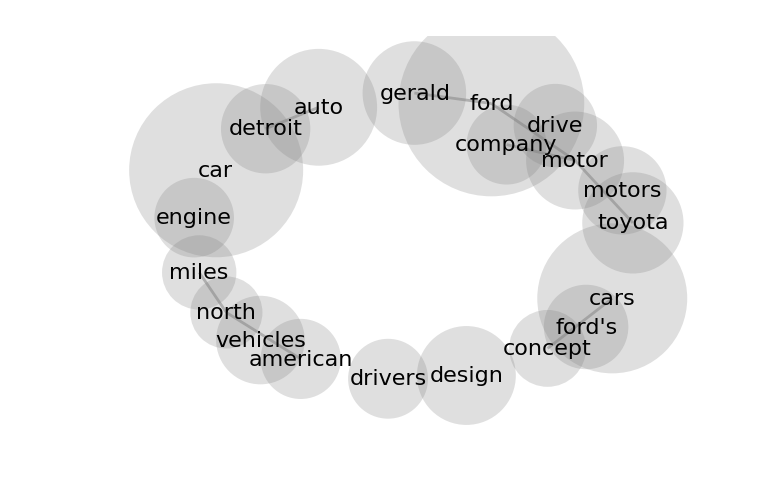 gerald
ford
auto
drive
detroit
company
motor
car
motors
engine
toyota
miles
cars
north
ford's
vehicles
concept
american
drivers
design